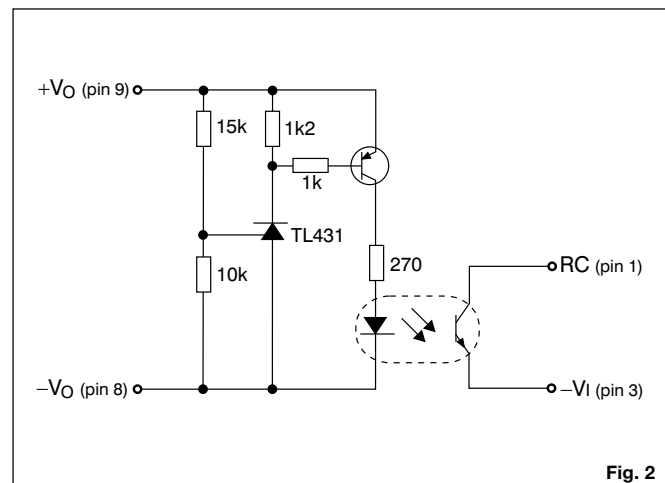 +VO (pin 9)
15k
1k2
1k
TL431
10k
270
RC (pin 1)
−VO (pin 8)
−VI (pin 3)
Fig. 2